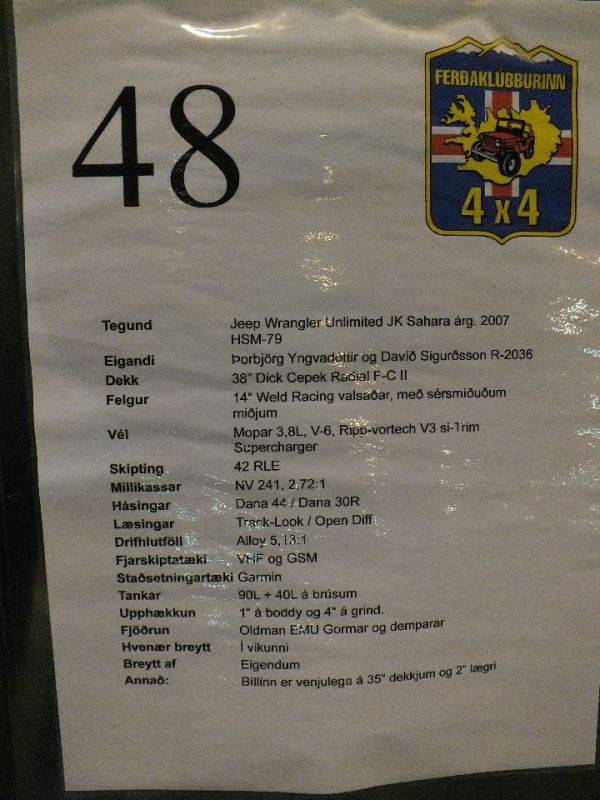 48
FERÐAKLÚBBURINN
4 x 4
Tegund Jeep Wrangler Unlimited JK Sahara árg. 2007
HSM-79
Eigandi Þorbjörg Yngvadóttir og Davíð Sigurðsson R-2036
Dekk 38" Dick Cepek Radial F-C II
Felgur 14“ Weld Racing valsaðar, með sérsmíðuðum
miðjum
Vél Mopar 3,8L, V-6, Ripp-vortech V3 si-Trim
Supercharger
Skipting 42 RLE
Millikassar NV 241, 2,72:1
Hásingar Dana 44 / Dana 30R
Læsingar Track-Look / Open Diff
Drifhlutföll Alloy 5,13:1
Fjarskiptatæki VHF og GSM
Staðsetningartæki Garmin
Tankar 90L + 40L á brúsum
Upphækkun 1“ á boddy og 4“ á grind.
Fjöðrun Oldman EMU Gormar og demparar
Hvenær breytt Í vikunni
Breytt af Eigendum
Annað: Bíllinn er venjulega á 35“ dekkjum og 2“ lægri